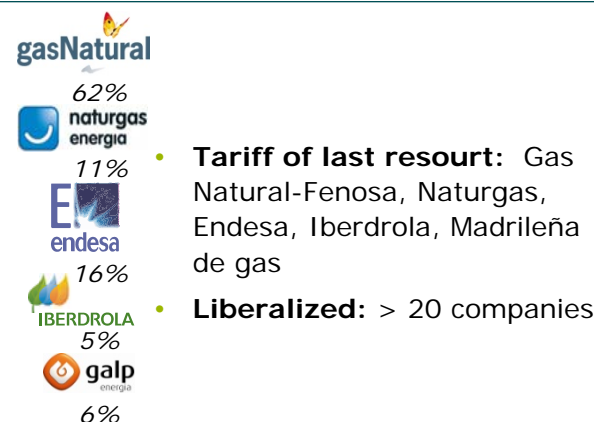 gasNatural
62%
naturgas
energia
11%
endesa
16%
IBERDROLA
5%
galp
energia
6%
• Tariff of last resourt: Gas
Natural-Fenosa, Naturgas,
Endesa, Iberdrola, Madrileña
de gas
• Liberalized: > 20 companies